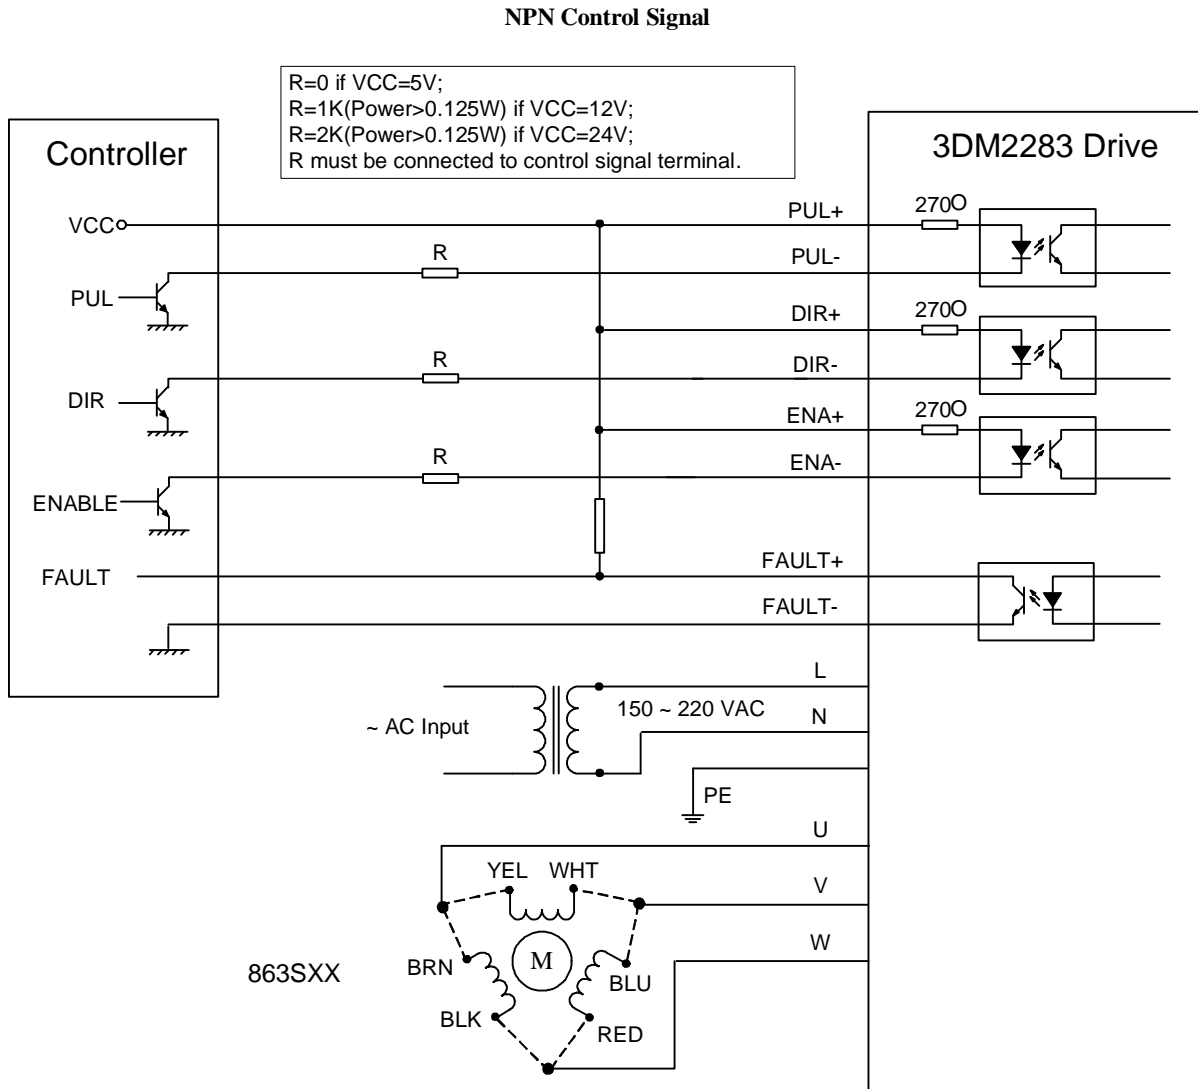 NPN Control Signal
R=0 if VCC=5V;
R=1K(Power>0.125W) if VCC=12V;
R=2K(Power>0.125W) if VCC=24V;
R must be connected to control signal terminal.
Controller
3DM2283 Drive
VCC
PUL+
270O
R
PUL-
PUL
DIR+
270O
R
DIR-
DIR
ENA+
270O
R
ENA-
ENABLE
FAULT
FAULT+
FAULT-
L
~ AC Input
150 ~ 220 VAC
N
PE
U
YEL
WHT
V
W
863SXX
BRN
M
BLU
BLK
RED